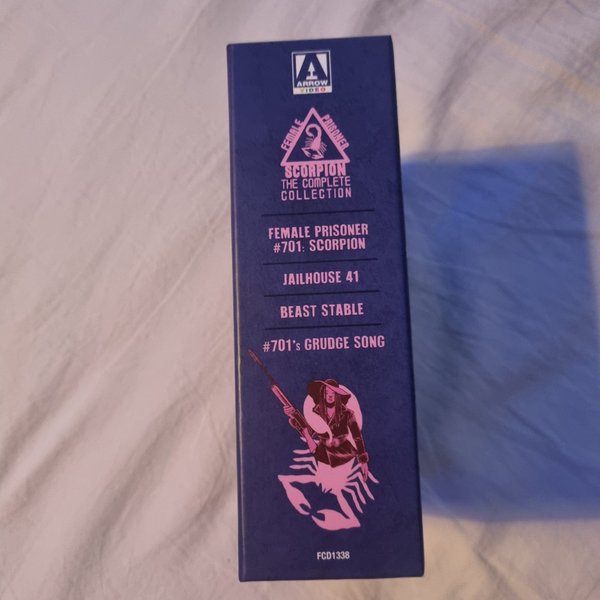 ARROW
VIDEO
FEMALE PRISONER
SCORPION
THE COMPLETE
COLLECTION
FEMALE PRISONER
#701: SCORPION
JAILHOUSE 41
BEAST STABLE
#701's GRUDGE SONG
FCD1338